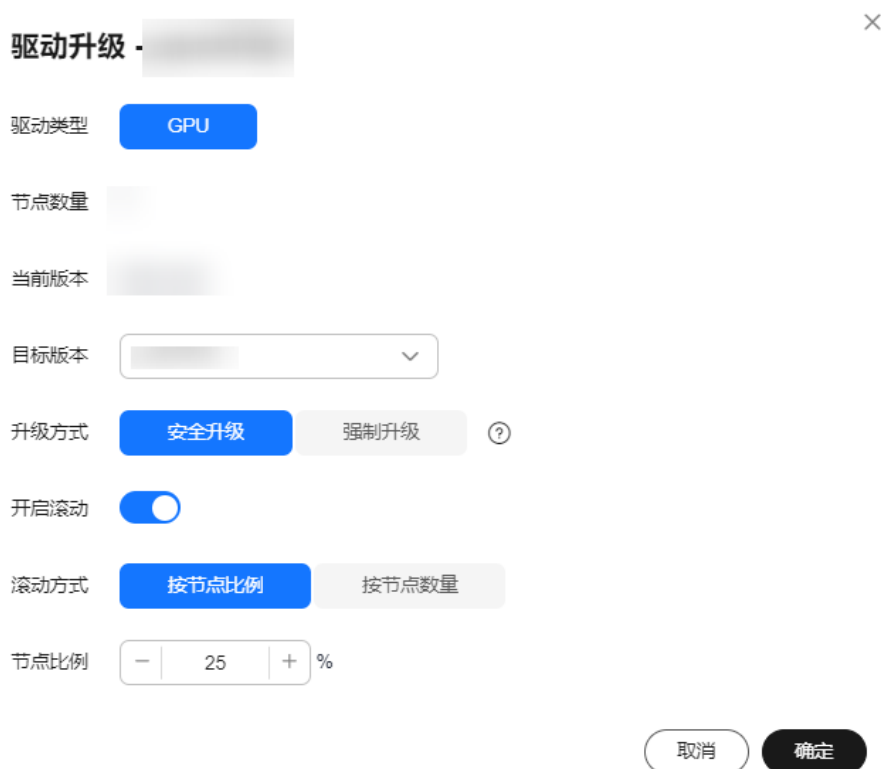 驱动升级 -
驱动类型 GPU
节点数量
当前版本
目标版本
升级方式 安全升级 强制升级 ?
开启滚动
滚动方式 按节点比例 按节点数量
节点比例 − 25 + %
取消 确定